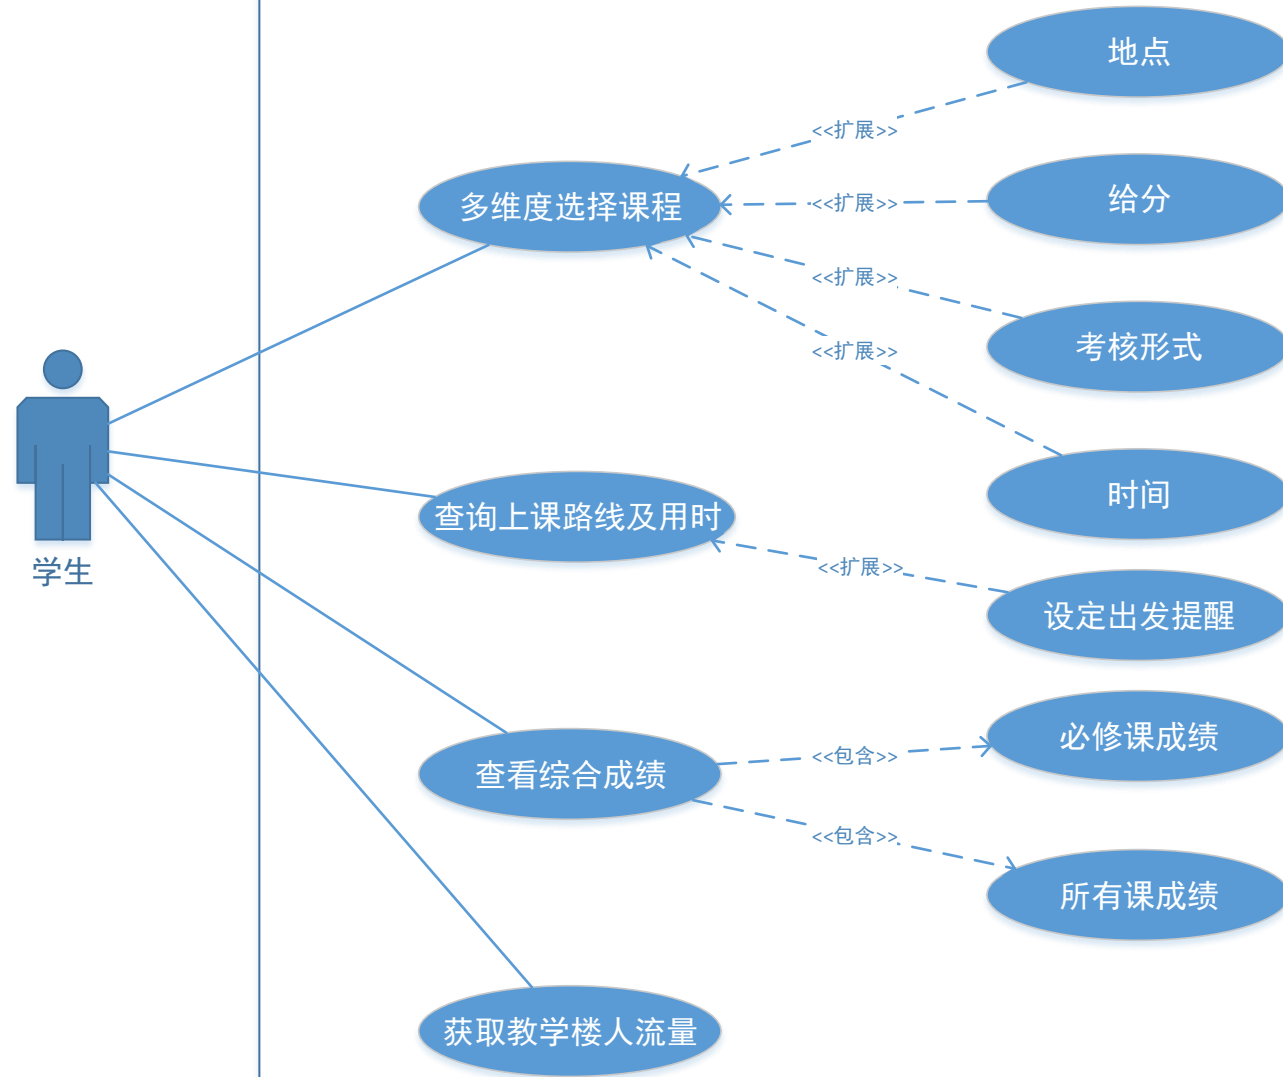 地点
<<扩展>>
多维度选择课程
<<扩展>>
给分
<<扩展>>
考核形式
<<扩展>>
时间
学生
查询上课路线及用时
<<扩展>>
设定出发提醒
查看综合成绩
<<包含>>
必修课成绩
<<包含>>
所有课成绩
获取教学楼人流量